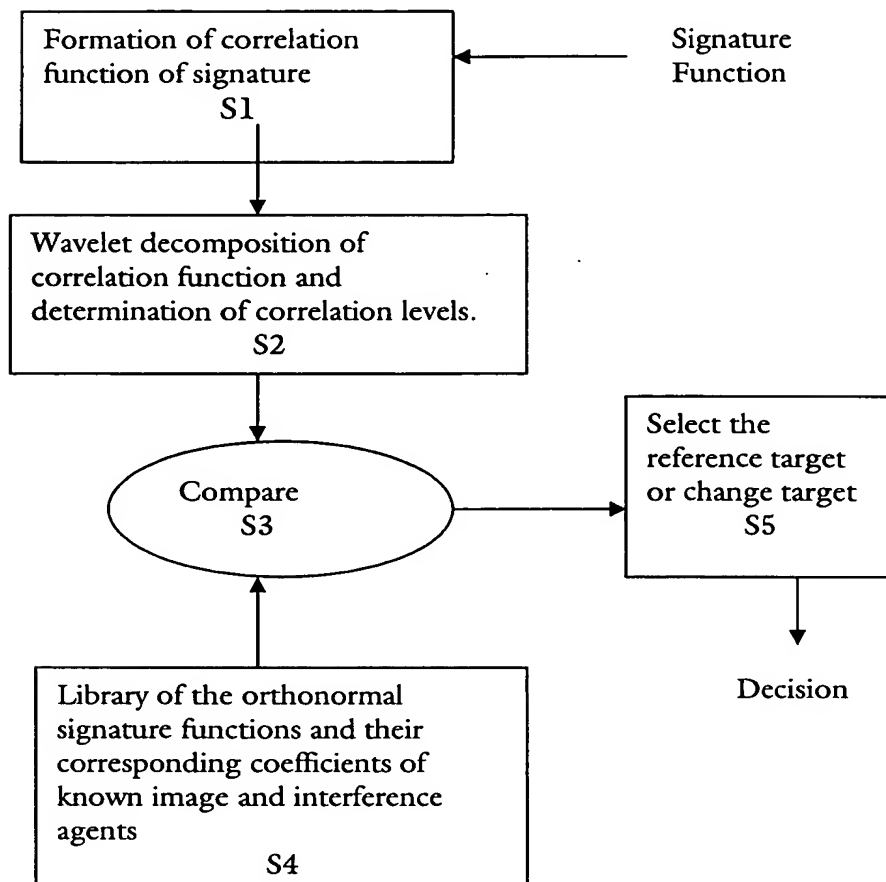 Formation of correlation
function of signature
S1
Signature
Function
Wavelet decomposition of
correlation function and
determination of correlation levels.
S2
Compare
S3
Select the
reference target
or change target
S5
Decision
Library of the orthonormal
signature functions and their
corresponding coefficients of
known image and interference
agents
S4